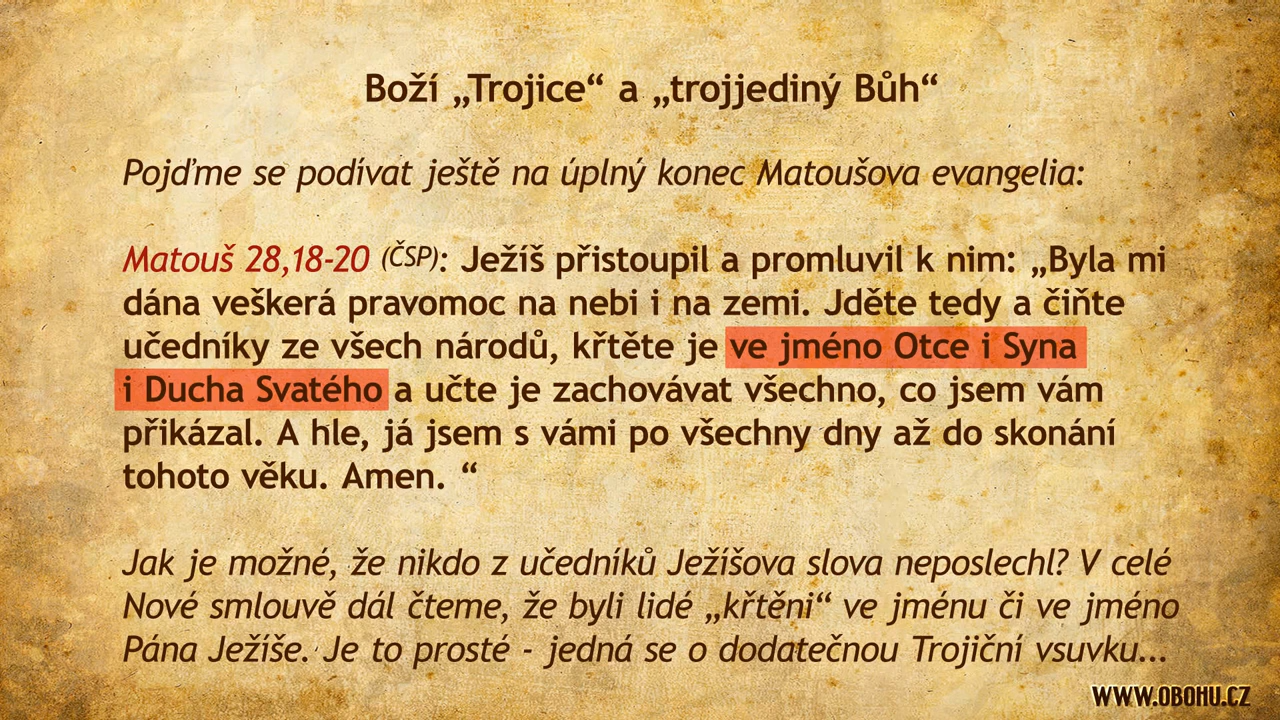 Boží „Trojice“ a „trojjediný Bůh“
Pojďme se podívat ještě na úplný konec Matoušova evangelia:
Matouš 28,18-20 (ČSP): Ježíš přistoupil a promluvil k nim: „Byla mi
dána veškerá pravomoc na nebi i na zemi. Jděte tedy a čiňte
učedníky ze všech národů, křtěte je ve jméno Otce i Syna
i Ducha Svatého a učte je zachovávat všechno, co jsem vám
přikázal. A hle, já jsem s vámi po všechny dny až do skonání
tohoto věku. Amen. “
Jak je možné, že nikdo z učedníků Ježíšova slova neposlechl? V celé
Nové smlouvě dál čteme, že byli lidé „křtěni“ ve jménu či ve jméno
Pána Ježíše. Je to prosté - jedná se o dodatečnou Trojiční vsuvku...
WWW.OBOHU.CZ